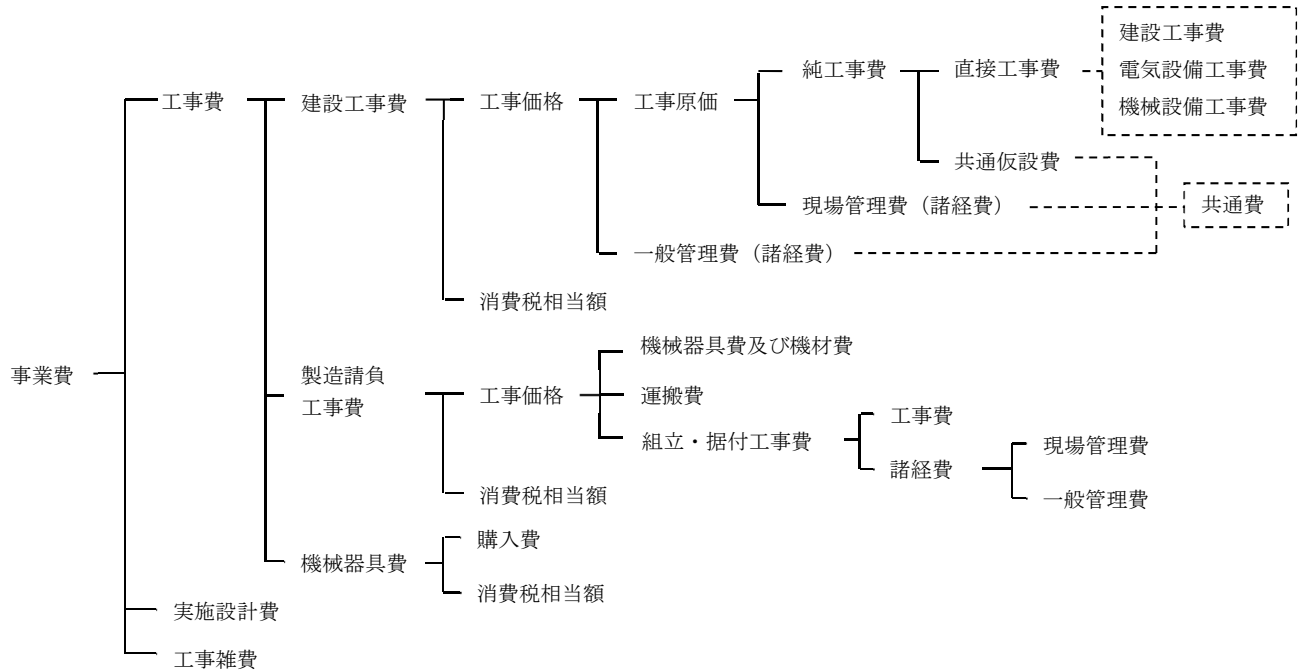 建設工事費
電気設備工事費
機械設備工事費
工事費
建設工事費
工事価格
工事原価
純工事費
直接工事費
共通仮設費
現場管理費（諸経費）
共通費
一般管理費（諸経費）
消費税相当額
事業費
製造請負
工事費
工事価格
機械器具費及び機材費
運搬費
組立・据付工事費
工事費
諸経費
現場管理費
一般管理費
消費税相当額
機械器具費
購入費
消費税相当額
実施設計費
工事雑費